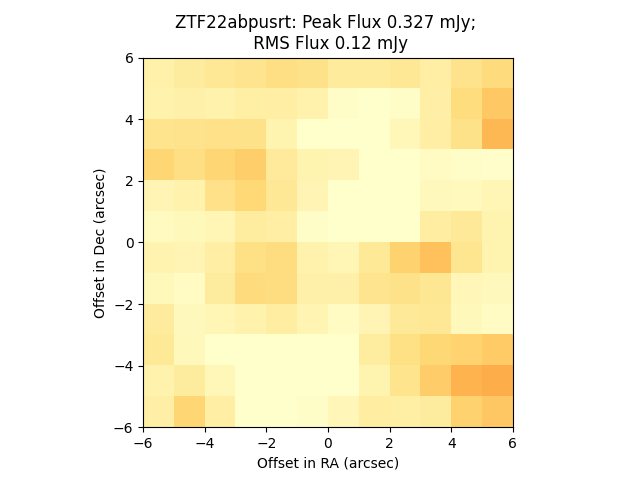 ZTF22abpusrt: Peak Flux 0.327 mJy;
RMS Flux 0.12 mJy
6
4
2
0
−2
−4
−6
Offset in Dec (arcsec)
−6 −4 −2 0 2 4 6
Offset in RA (arcsec)